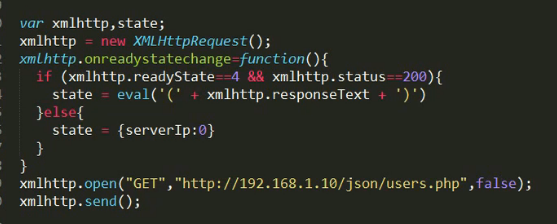 var xmlhttp,state;
xmlhttp = new XMLHttpRequest();
xmlhttp.onreadystatechange=function(){
if (xmlhttp.readyState==4 && xmlhttp.status==200){
state = eval('(' + xmlhttp.responseText + ')')
}else{
state = {serverIp:0}
}
}
xmlhttp.open("GET","http://192.168.1.10/json/users.php",false);
xmlhttp.send();